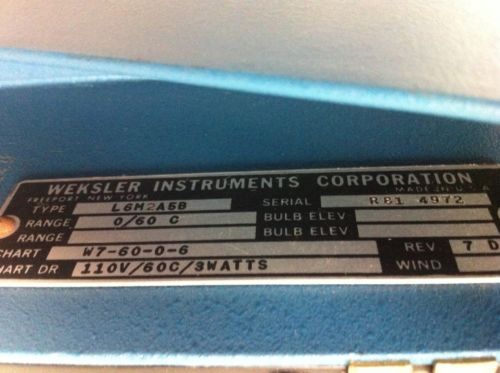 WEKSLER INSTRUMENTS CORPORATION
FREEPORT NEW YORK MADE IN U.S.A
TYPE L6M2A5B SERIAL R81 4972
RANGE 0/60 C BULB ELEV
RANGE BULB ELEV
CHART W7-60-0-6 REV 7 D
HART DR 110V/60C/3WATTS WIND